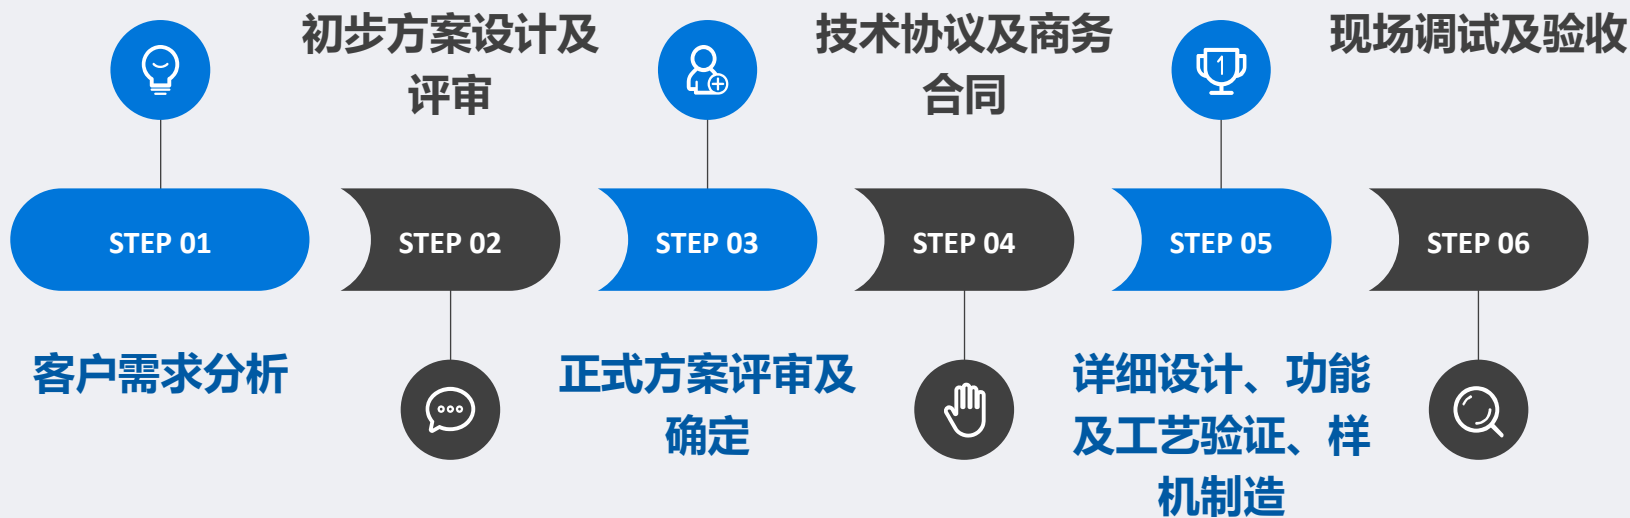 初步方案设计及
评审
技术协议及商务
合同
1
现场调试及验收
STEP 01
STEP 02
STEP 03
STEP 04
STEP 05
STEP 06
客户需求分析
正式方案评审及
确定
详细设计、功能
及工艺验证、样
机制造